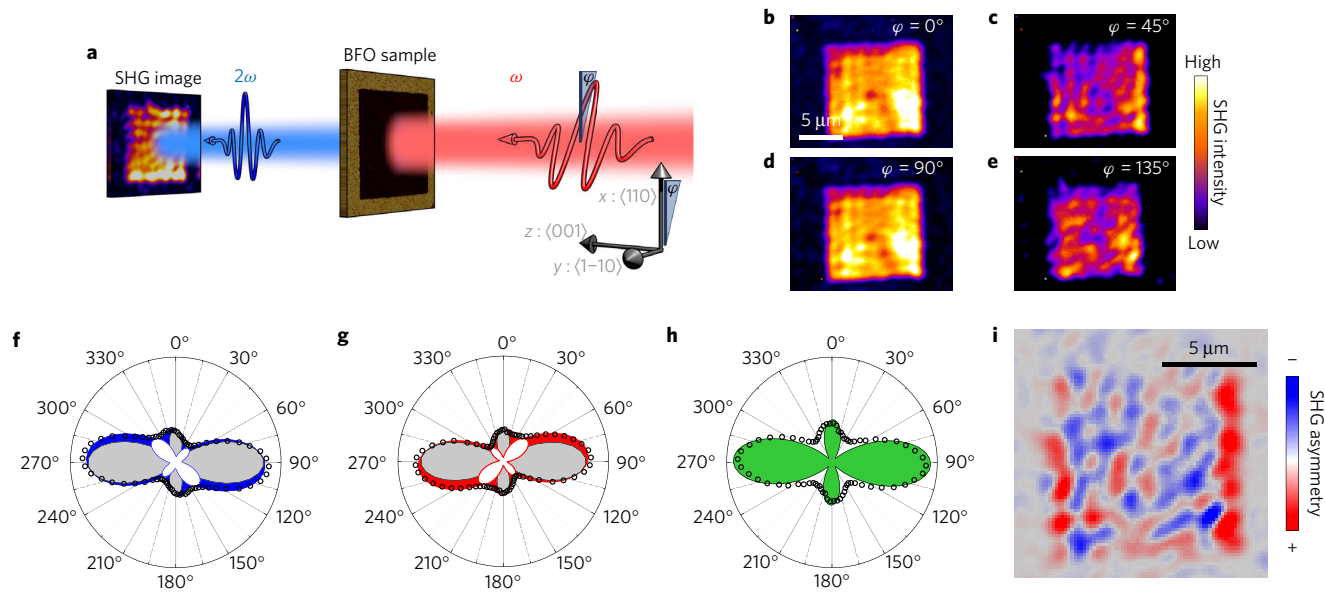 a
SHG image
2ω
BFO sample
ω
φ
x : ⟨110⟩
φ
z : ⟨001⟩
y : ⟨1–10⟩
b
φ = 0°
5 μm
c
φ = 45°
d
φ = 90°
e
φ = 135°
High
SHG intensity
Low
f
0°
30°
60°
90°
120°
150°
180°
210°
240°
270°
300°
330°
g
0°
30°
60°
90°
120°
150°
180°
210°
240°
270°
300°
330°
h
0°
30°
60°
90°
120°
150°
180°
210°
240°
270°
300°
330°
i
5 μm
–
SHG asymmetry
+